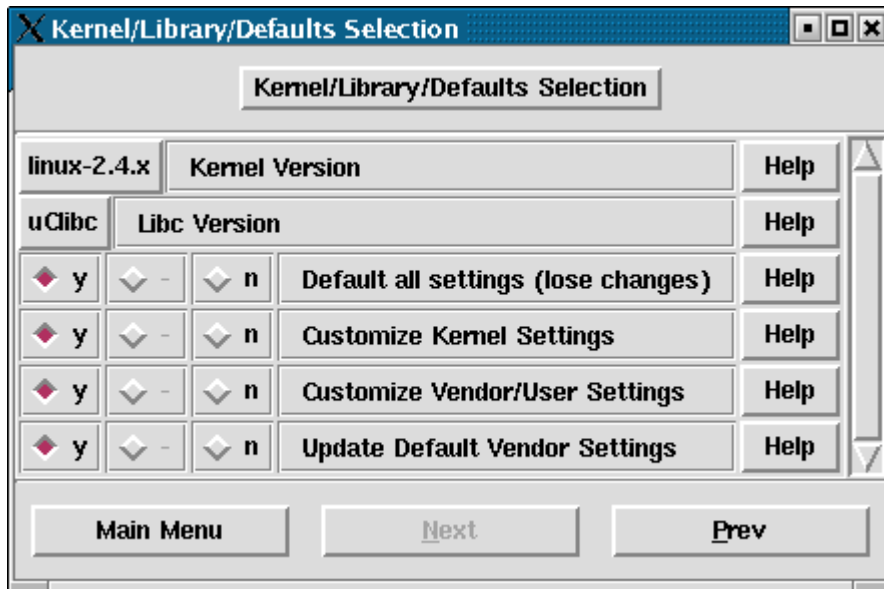 Kernel/Library/Defaults Selection
Kernel/Library/Defaults Selection
linux-2.4.x Kernel Version Help
uClibc Libc Version Help
y - n Default all settings (lose changes) Help
y - n Customize Kernel Settings Help
y - n Customize Vendor/User Settings Help
y - n Update Default Vendor Settings Help
Main Menu Next Prev